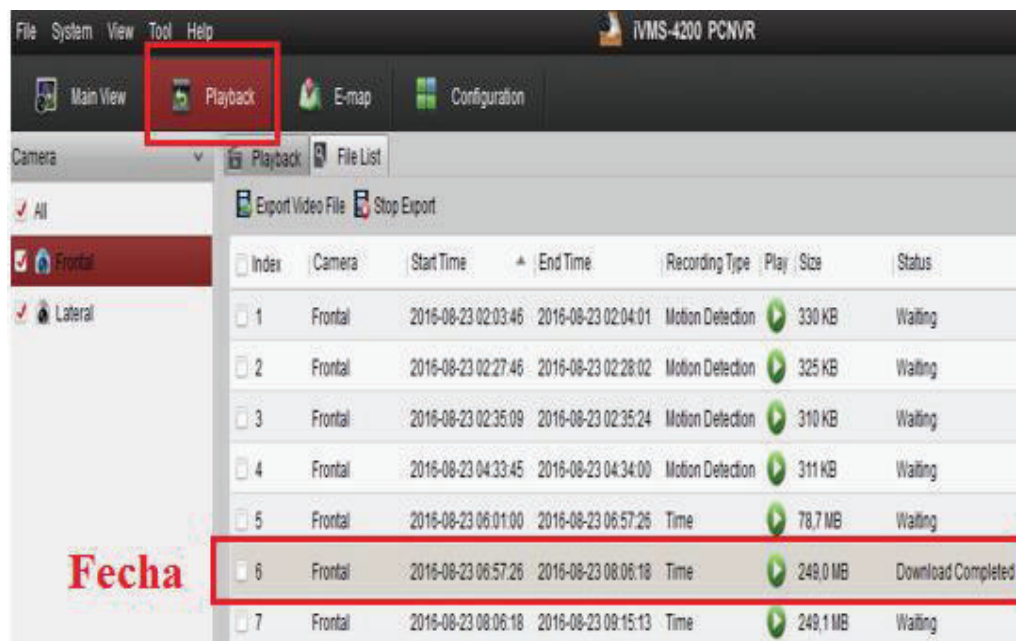 File System View Tool Help iVMS-4200 PCNVR
Main View Playback E-map Configuration
Camera Playback File List
All Export Video File Stop Export
Frontal Index Camera Start Time End Time Recording Type Play Size Status
Lateral 1 Frontal 2016-08-23 02:03:46 2016-08-23 02:04:01 Motion Detection 330 KB Waiting
2 Frontal 2016-08-23 02:27:46 2016-08-23 02:28:02 Motion Detection 325 KB Waiting
3 Frontal 2016-08-23 02:35:09 2016-08-23 02:35:24 Motion Detection 310 KB Waiting
4 Frontal 2016-08-23 04:33:45 2016-08-23 04:34:00 Motion Detection 311 KB Waiting
5 Frontal 2016-08-23 06:01:00 2016-08-23 06:57:26 Time 78,7 MB Waiting
Fecha 6 Frontal 2016-08-23 06:57:26 2016-08-23 08:06:18 Time 249,0 MB Download Completed
7 Frontal 2016-08-23 08:06:18 2016-08-23 09:15:13 Time 249,1 MB Waiting